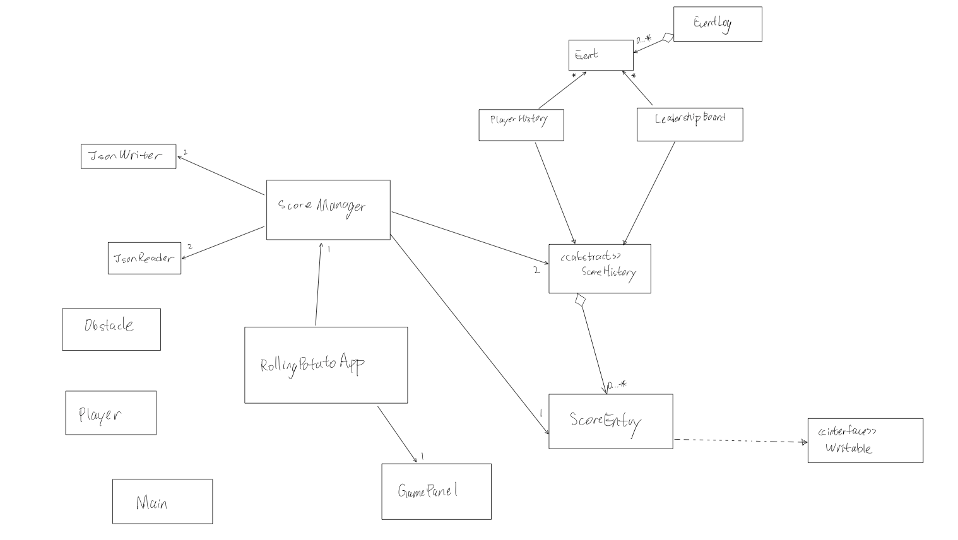 EventLog
0..*
Event
*
*
PlayerHistory
LeadershipBoard
JsonWriter
2
ScoreManager
JsonReader
2
1
<<abstract>>
ScoreHistory
2
Obstacle
RollingPotatoApp
0..*
Player
1
ScoreEntry
<<interface>>
Writable
1
GamePanel
Main